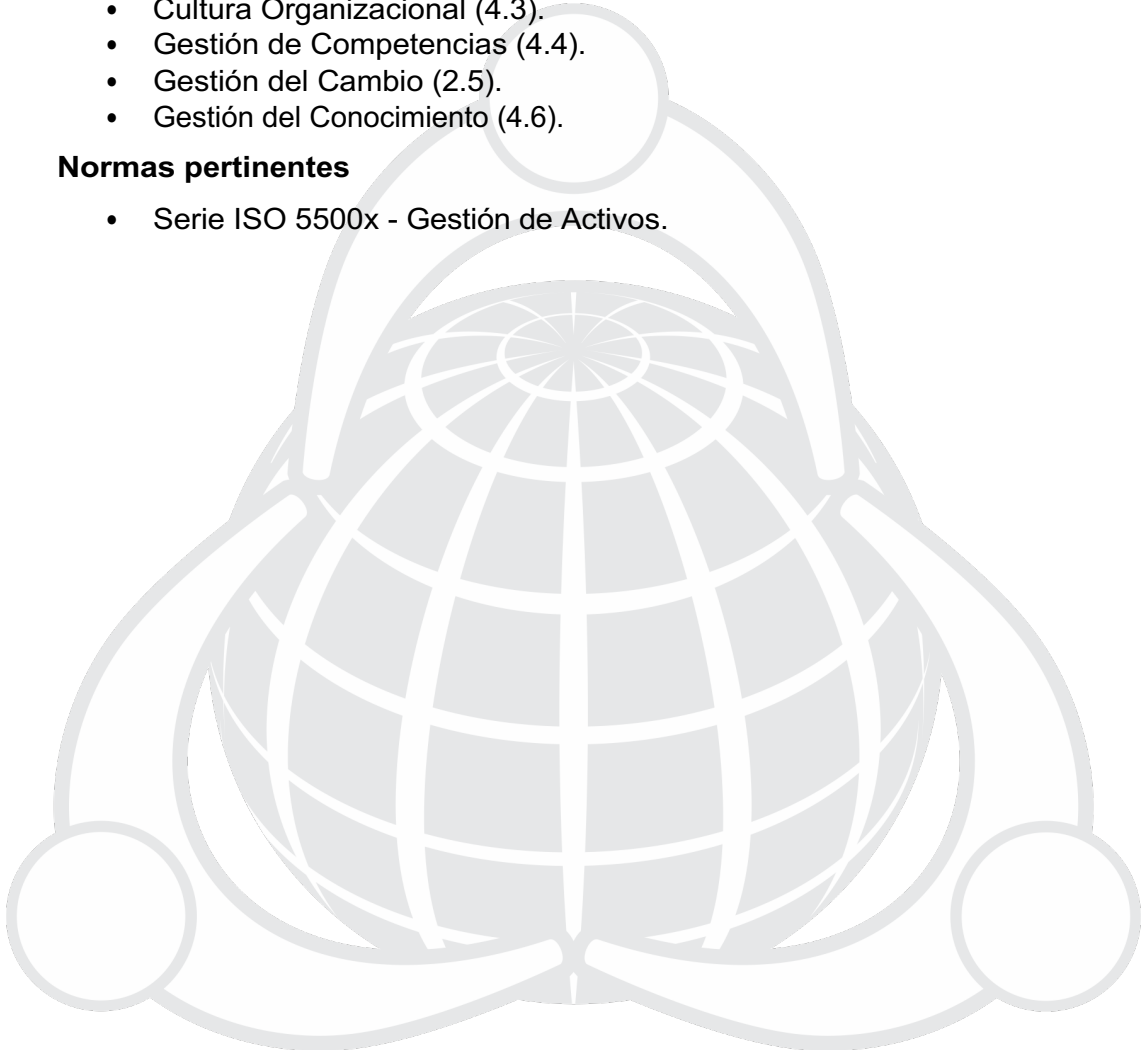 • Cultura Organizacional (4.3).
• Gestión de Competencias (4.4).
• Gestión del Cambio (2.5).
• Gestión del Conocimiento (4.6).
Normas pertinentes
• Serie ISO 5500x - Gestión de Activos.